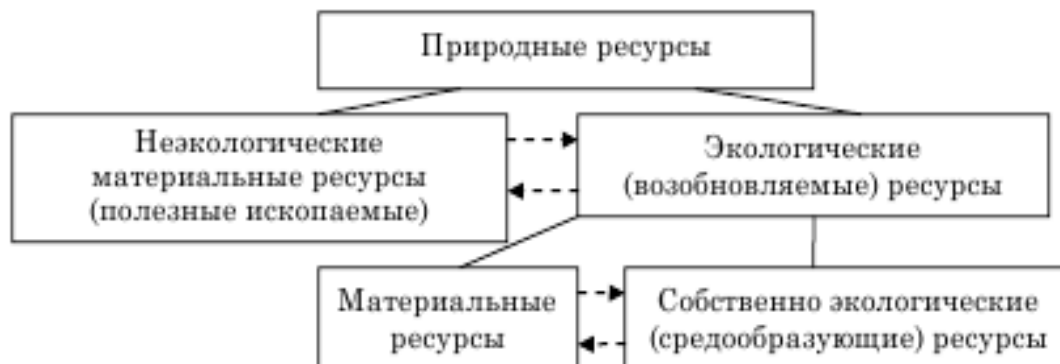 Природные ресурсы
Неэкологические
материальные ресурсы
(полезные ископаемые)
Экологические
(возобновляемые) ресурсы
Материальные
ресурсы
Собственно экологические
(средообразующие) ресурсы